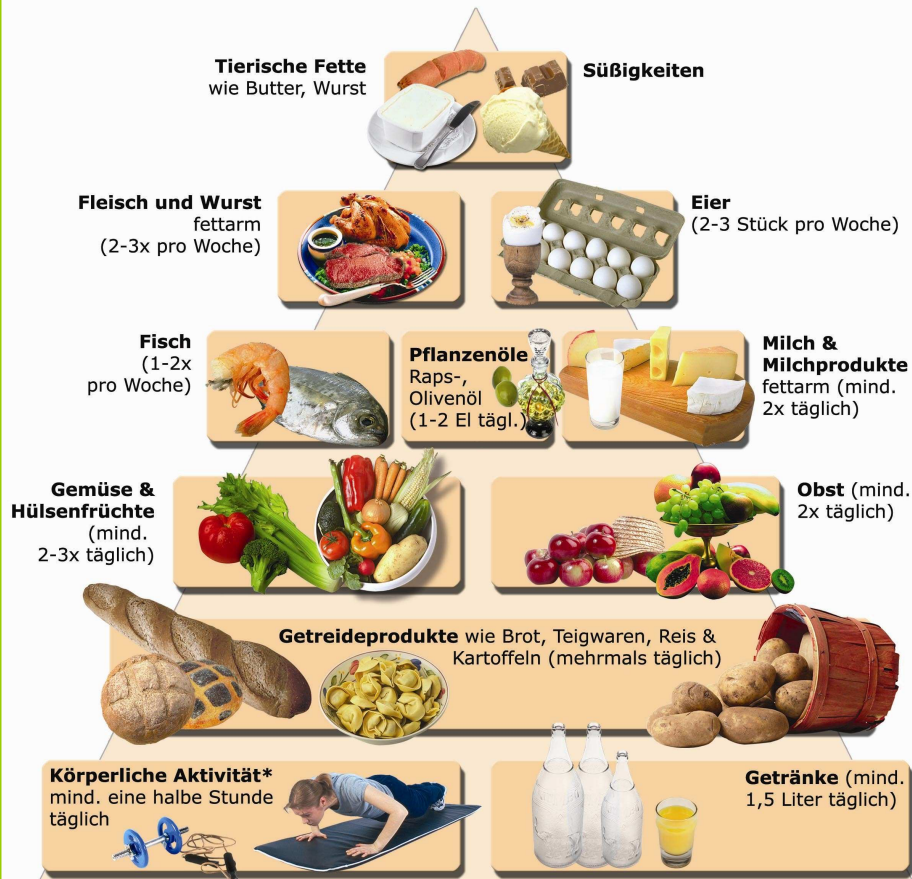 Tierische Fette
wie Butter, Wurst
Süßigkeiten
Fleisch und Wurst
fettarm
(2-3x pro Woche)
Eier
(2-3 Stück pro Woche)
Fisch
(1-2x
pro Woche)
Pflanzenöle
Raps-,
Olivenöl
(1-2 El tägl.)
Milch &
Milchprodukte
fettarm (mind.
2x täglich)
Gemüse &
Hülsenfrüchte
(mind.
2-3x täglich)
Obst (mind.
2x täglich)
Getreideprodukte wie Brot, Teigwaren, Reis &
Kartoffeln (mehrmals täglich)
Körperliche Aktivität*
mind. eine halbe Stunde
täglich
Getränke (mind.
1,5 Liter täglich)